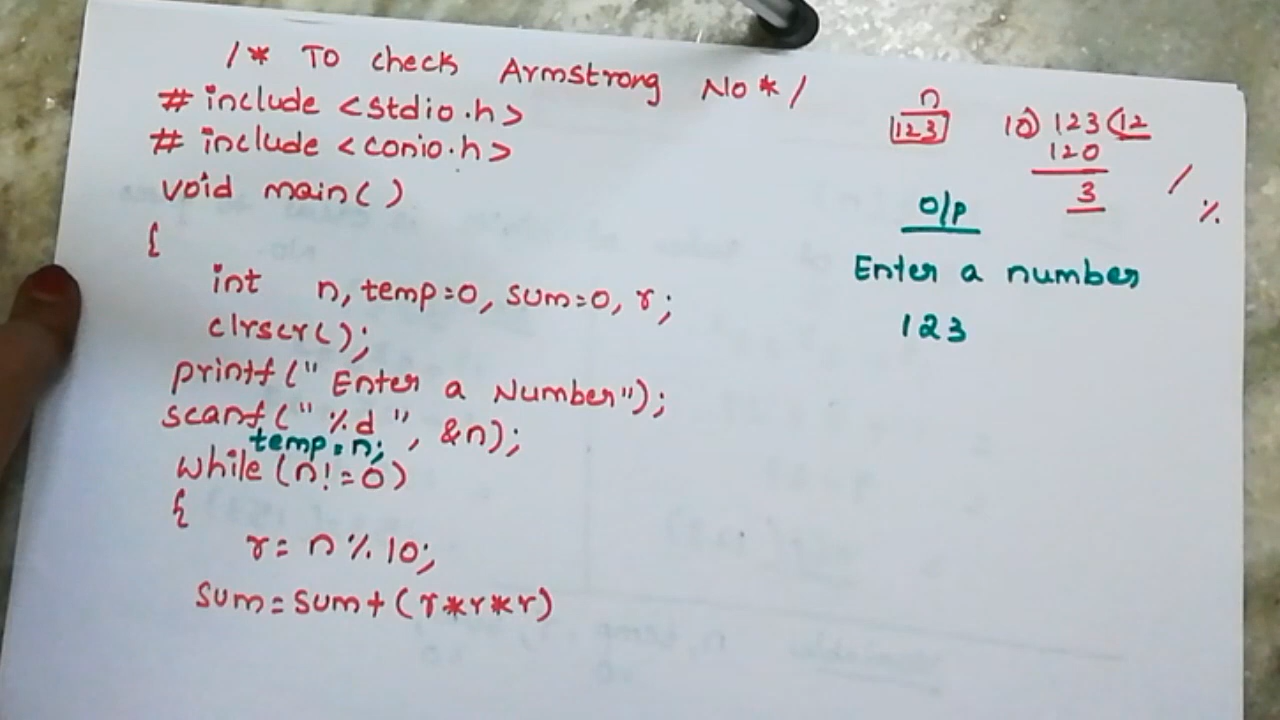 /* To check Armstrong No */
# include <stdio.h>
# include <conio.h>
void main( )
{
int n, temp=0, sum=0, r;
clrscr( );
printf (" Enter a Number");
scanf (" %d ", &n);
temp=n;
while (n!=0)
{
r= n % 10;
sum=sum+(r*r*r)
n
123
10) 123 (12
120
3
/
%
O/P
Enter a number
123